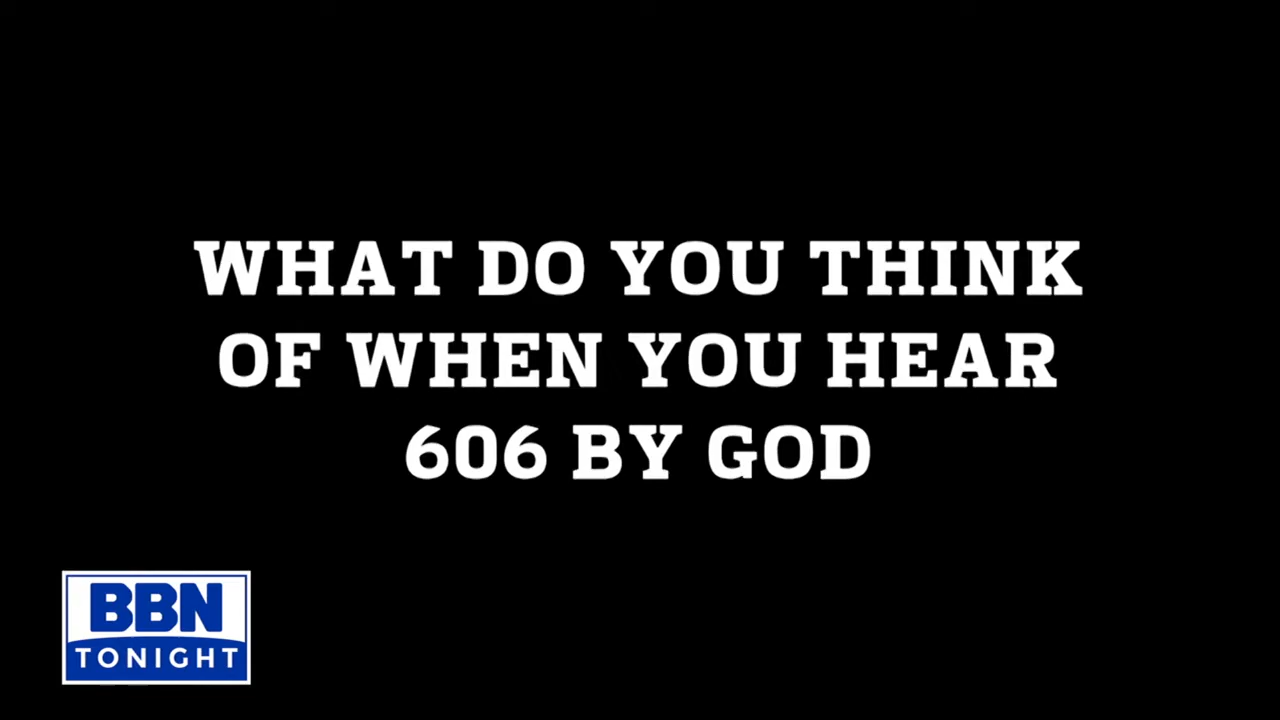 WHAT DO YOU THINK
OF WHEN YOU HEAR
606 BY GOD
BBN
TONIGHT